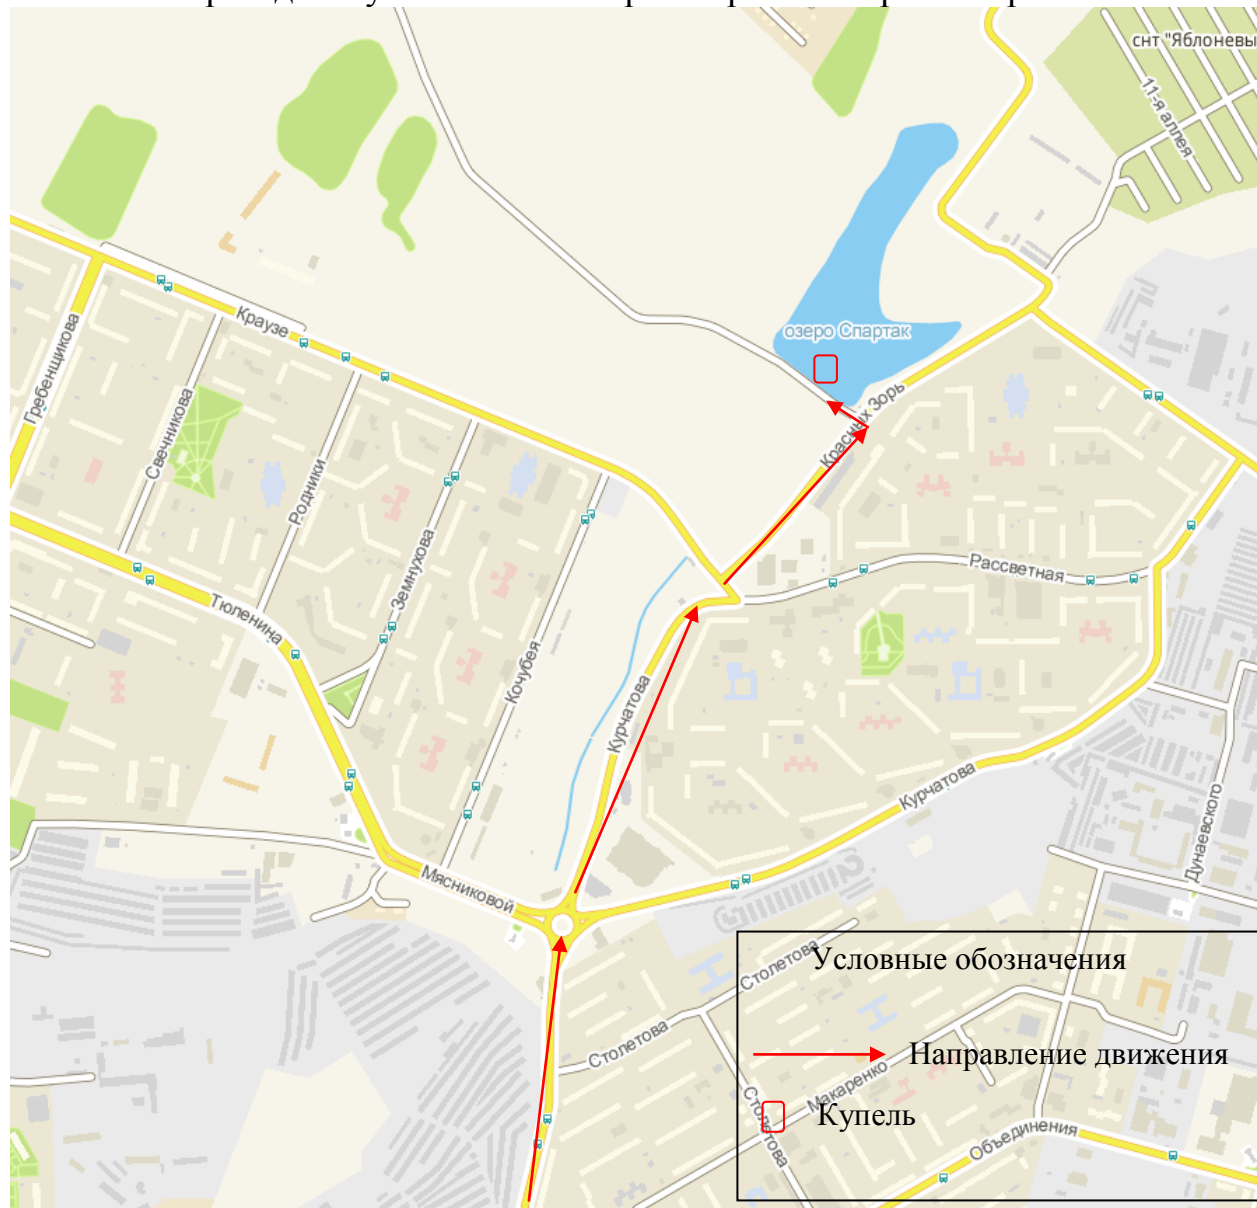 снт "Яблоневы
11-я аллея
Краузе
озеро Спартак
Гребенщикова
Свечникова
Родники
Земнухова
Красных Зорь
Рассветная
Тюленина
Кочубея
Курчатова
Курчатова
Дунаевского
Мясниковой
Столетова
Столетова
Столетова
Макаренко
Объединения
Условные обозначения
Направление движения
Купель